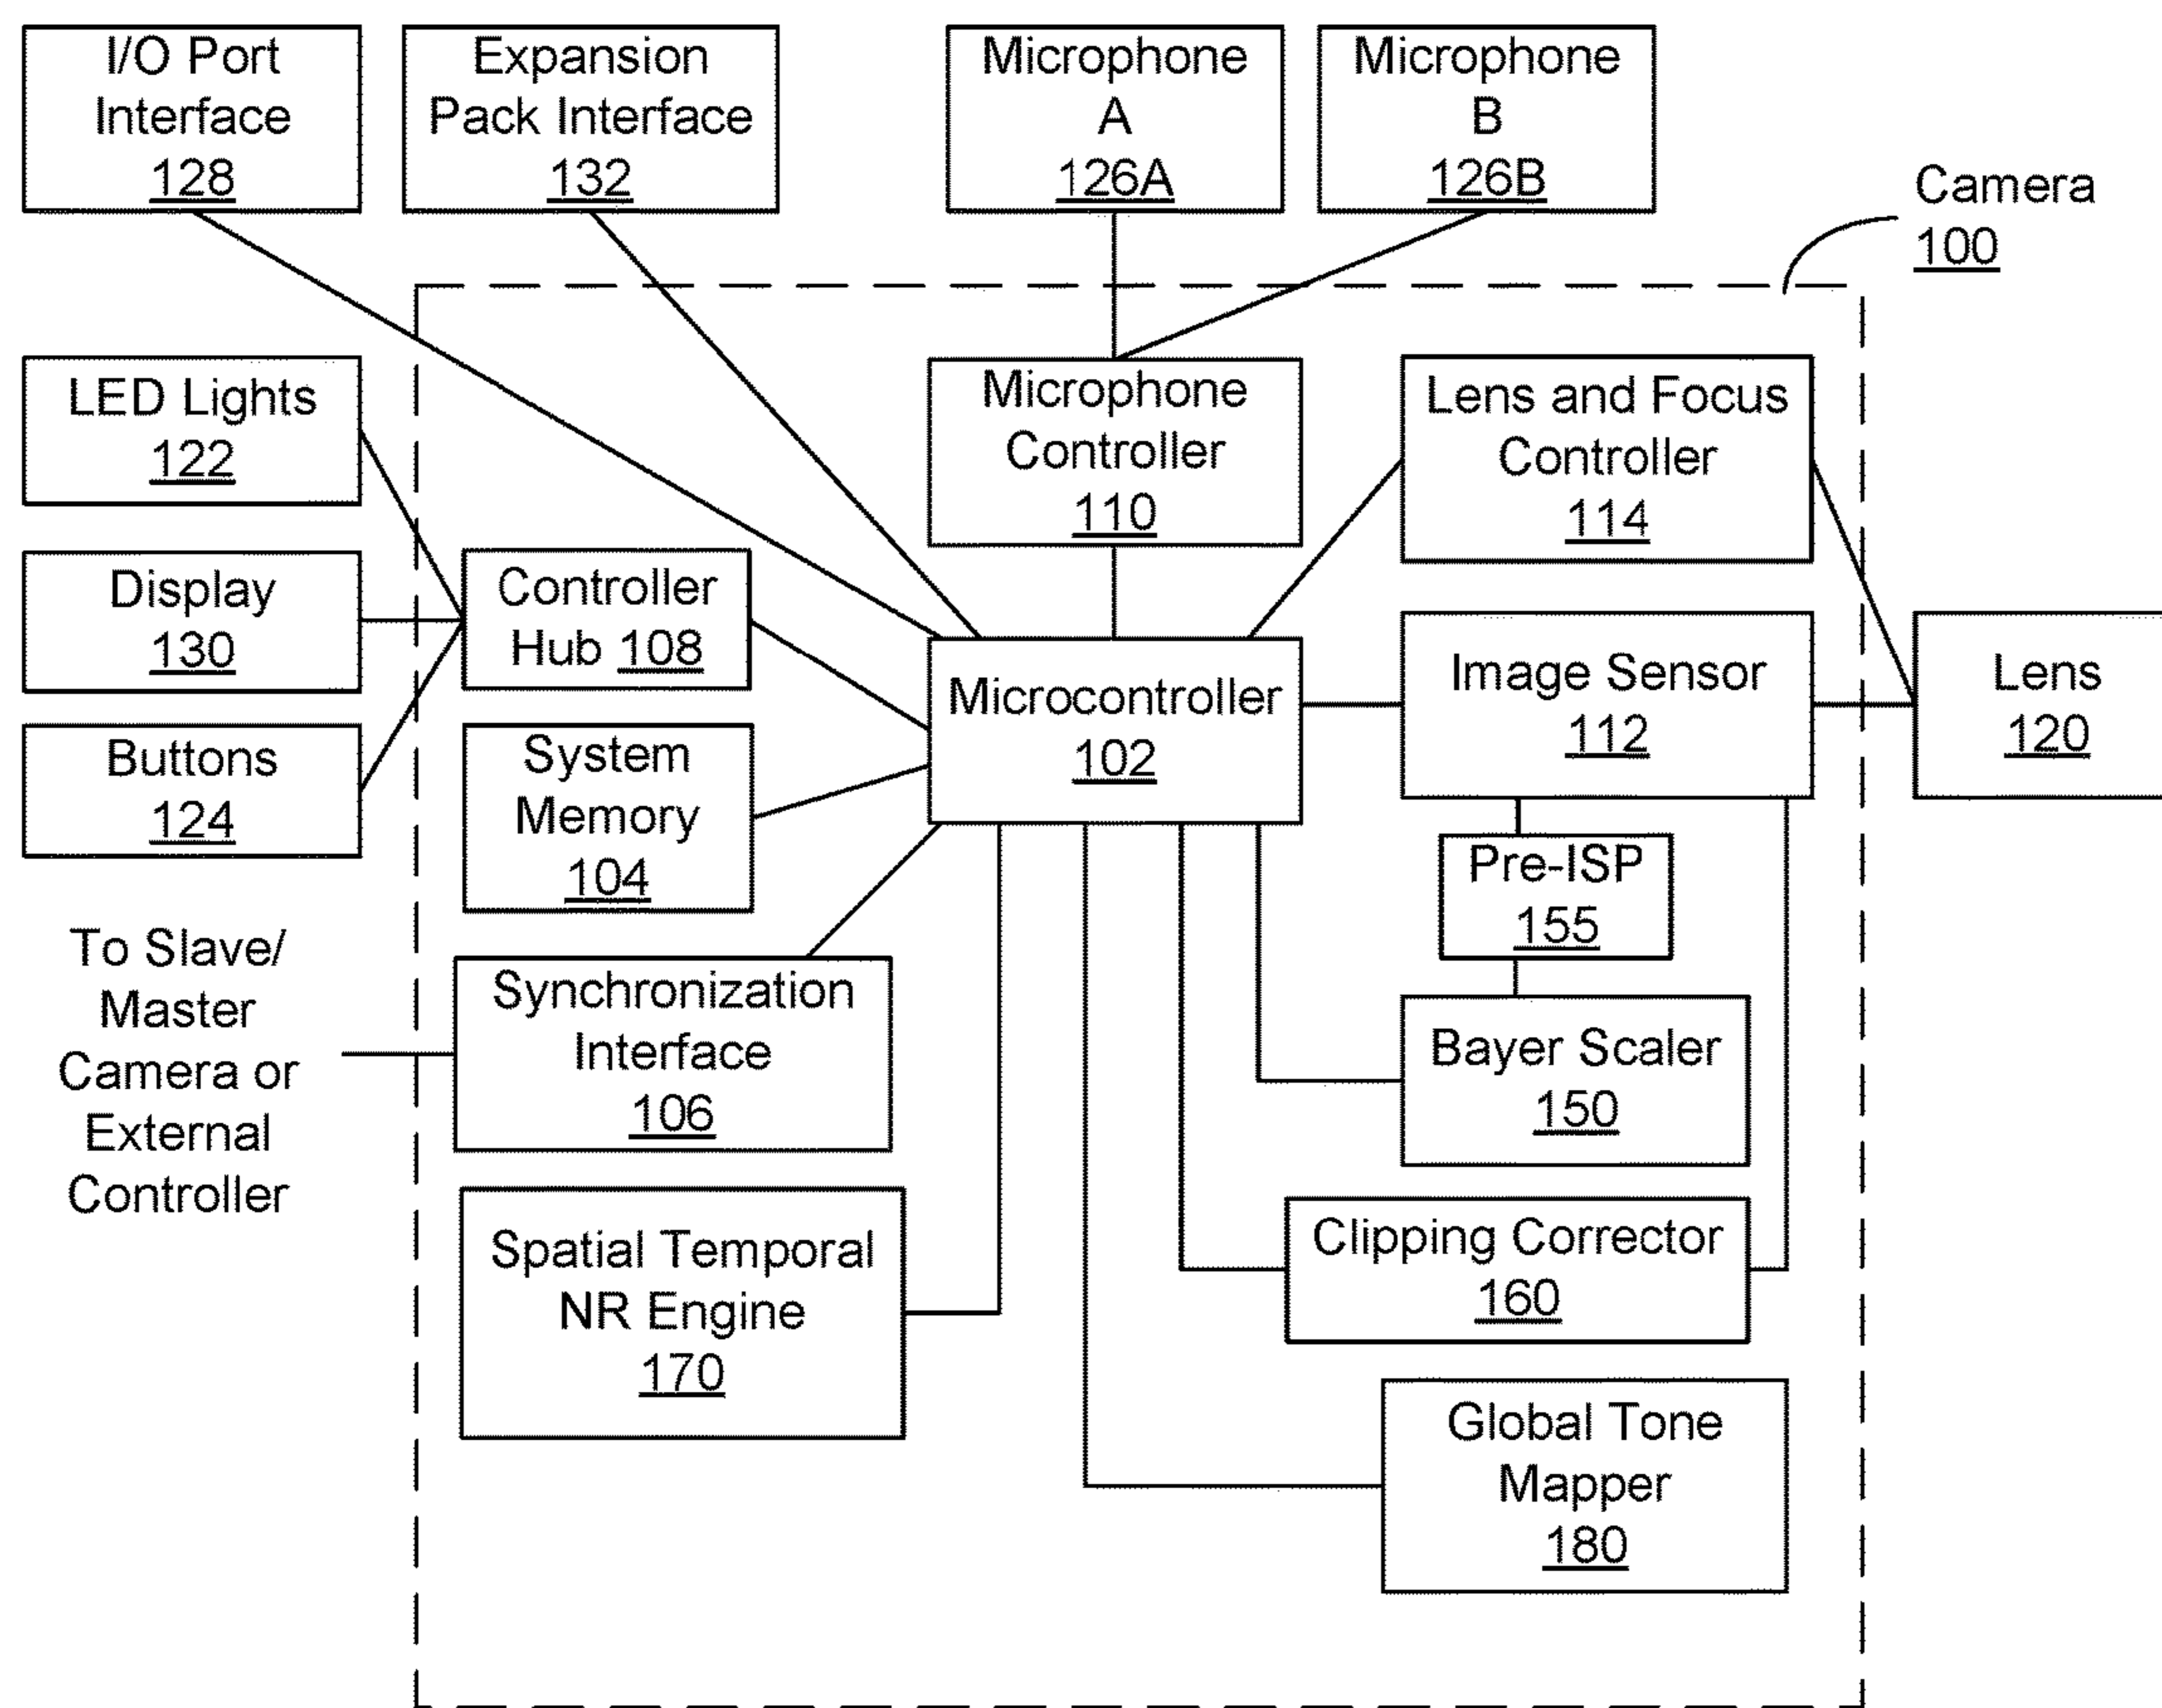 I/O Port
Interface
128
Expansion
Pack Interface
132
Microphone
A
126A
Microphone
B
126B
Camera
100
LED Lights
122
Microphone
Controller
110
Lens and Focus
Controller
114
Display
130
Controller
Hub 108
Buttons
124
System
Memory
104
Microcontroller
102
Image Sensor
112
Lens
120
Pre-ISP
155
To Slave/
Master
Camera or
External
Controller
Synchronization
Interface
106
Bayer Scaler
150
Spatial Temporal
NR Engine
170
Clipping Corrector
160
Global Tone
Mapper
180